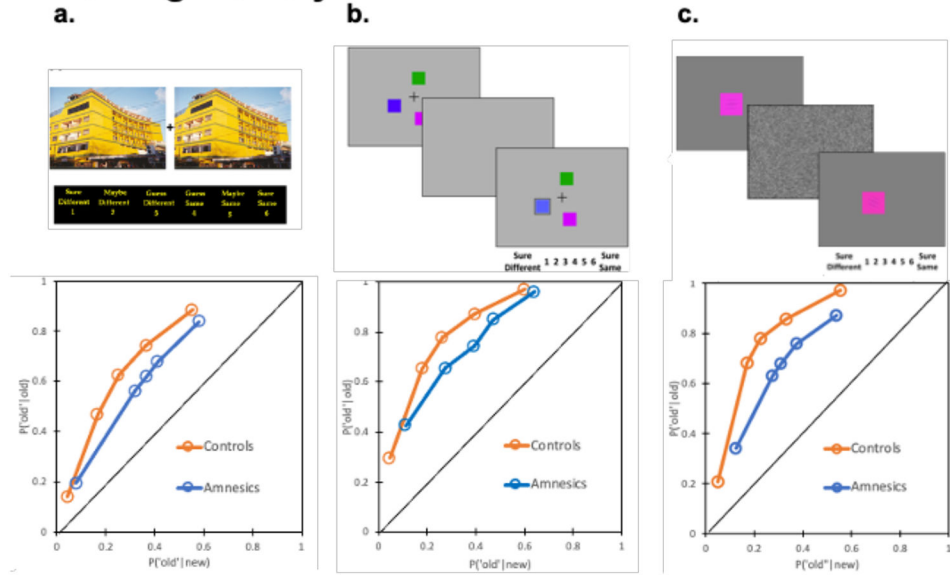 a.
b.
c.
+
Sure Different 1
Maybe Different 2
Guess Different 3
Guess Same 4
Maybe Same 5
Sure Same 6
Sure Different 1 2 3 4 5 6 Sure Same
Sure Different 1 2 3 4 5 6 Sure Same
P('old'|old)
1
0.8
0.6
0.4
0.2
0
0 0.2 0.4 0.6 0.8 1
P('old'|new)
Controls
Amnesics
P('old'|old)
1
0.8
0.6
0.4
0.2
0
0 0.2 0.4 0.6 0.8 1
P('old'|new)
Controls
Amnesics
P('old'|old)
1
0.8
0.6
0.4
0.2
0
0 0.2 0.4 0.6 0.8 1
P('old'|new)
Controls
Amnesics